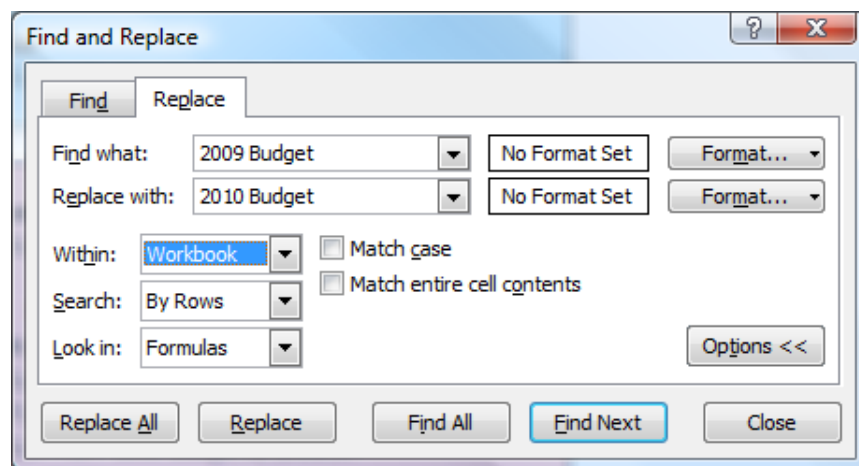 Find and Replace
Find Replace
Find what: 2009 Budget No Format Set Format...
Replace with: 2010 Budget No Format Set Format...
Within: Workbook Match case
Match entire cell contents
Search: By Rows
Look in: Formulas Options <<
Replace All Replace Find All Find Next Close